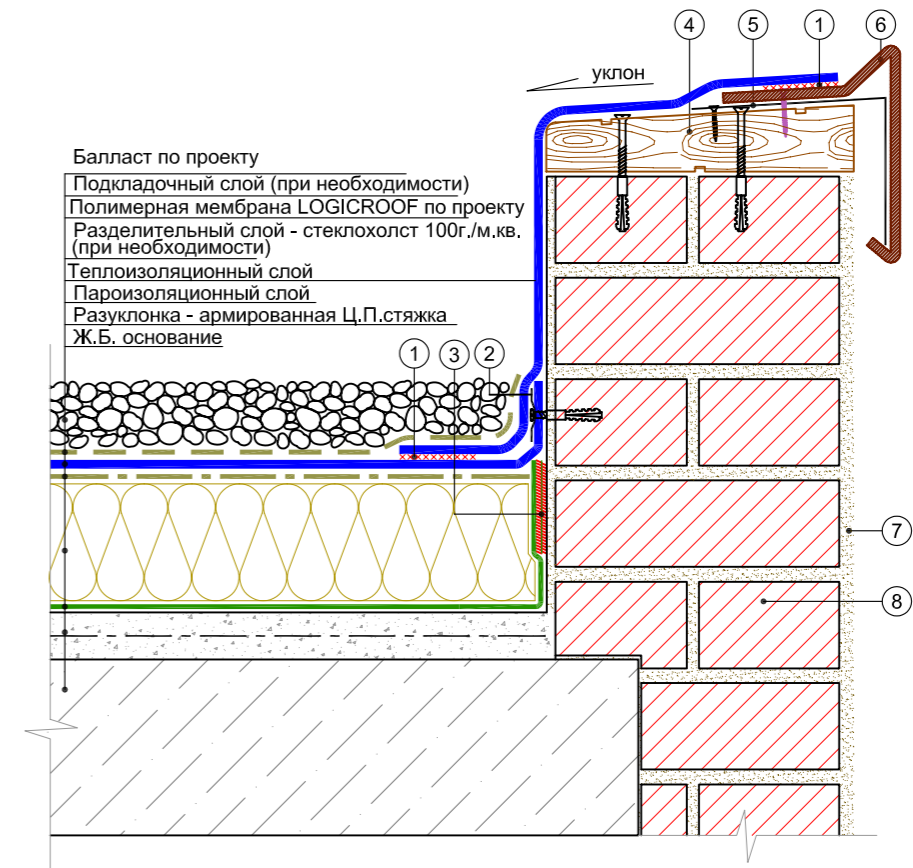 4 5 1 6
уклон
Балласт по проекту
Подкладочный слой (при необходимости)
Полимерная мембрана LOGICROOF по проекту
Разделительный слой - стеклохолст 100г./м.кв.
(при необходимости)
Теплоизоляционный слой
Пароизоляционный слой
Разуклонка - армированная Ц.П.стяжка
Ж.Б. основание
1 3 2
7
8